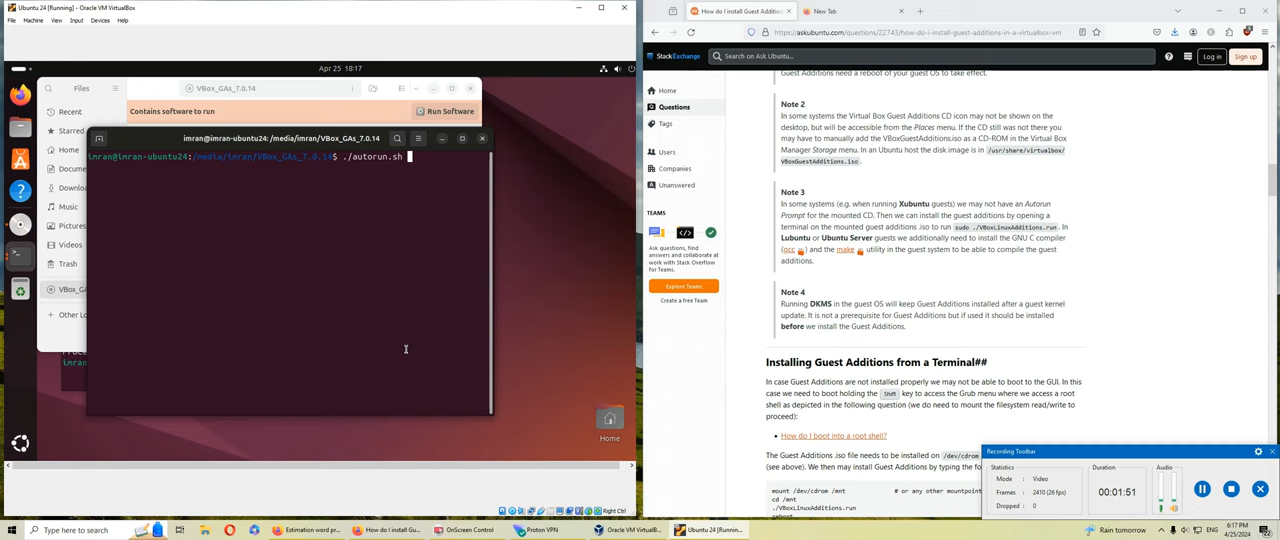 Ubuntu 24 [Running] - Oracle VM VirtualBox
File Machine View Input Devices Help
Apr 25 18:17
Files
VBox_GAs_7.0.14
Recent
Contains software to run
Run Software
Starred
imran@imran-ubuntu24: /media/imran/VBox_GAs_7.0.14
Home
imran@imran-ubuntu24:/media/imran/VBox_GAs_7.0.14$ ./autorun.sh
Music
Pictures
Videos
Trash
VBox_GA
Other Lo
Home
Right Ctrl
How do I install Guest Addition
New Tab
https://askubuntu.com/questions/22743/how-do-i-install-guest-additions-in-a-virtualbox-vm
StackExchange
Search on Ask Ubuntu…
Log in
Sign up
Home
Questions
Tags
Users
Companies
Unanswered
TEAMS
Ask questions, find
answers and collaborate at
work with Stack Overflow
for Teams.
Explore Teams
Create a free Team
Guest Additions need a reboot of your guest OS to take effect.
Note 2
In some systems the Virtual Box Guest Additions CD icon may not be shown on the
desktop, but will be accessible from the Places menu. If the CD still was not there you
may have to manually add the VBoxGuestAdditions.iso as a CD-ROM in the Virtual Box
Manager Storage menu. In an Ubuntu host the disk image is in /usr/share/virtualbox/
VBoxGuestAdditions.iso.
Note 3
In some systems (e.g. when running Xubuntu guests) we may not have an Autorun
Prompt for the mounted CD. Then we can install the guest additions by opening a
terminal on the mounted guest additions .iso to run sudo ./VBoxLinuxAdditions.run. In
Lubuntu or Ubuntu Server guests we additionally need to install the GNU C compiler
(gcc) and the make utility in the guest system to be able to compile the guest
additions.
Note 4
Running DKMS in the guest OS will keep Guest Additions installed after a guest kernel
update. It is not a prerequisite for Guest Additions but if used it should be installed
before we install the Guest Additions.
Installing Guest Additions from a Terminal##
In case Guest Additions are not installed properly we may not be able to boot to the GUI. In this
case we need to boot holding the Shift key to access the Grub menu where we access a root
shell as depicted in the following question (we do need to mount the filesystem read/write to
proceed):
How do I boot into a root shell?
The Guest Additions .iso file needs to be installed on /dev/cdrom
(see above). We then may install Guest Additions by typing the fo
mount /dev/cdrom /mnt # or any other mountpoin
cd /mnt
./VBoxLinuxAdditions.run
reboot
Recording Toolbar
Statistics
Mode : Video
Frames : 2410 (26 fps)
Dropped : 0
Duration
00:01:51
Audio
Type here to search
Estimation word pr...
How do I install Gu...
OnScreen Control
Proton VPN
Oracle VM VirtualB...
Ubuntu 24 [Runnin...
Rain tomorrow
ENG
6:17 PM
4/25/2024
22